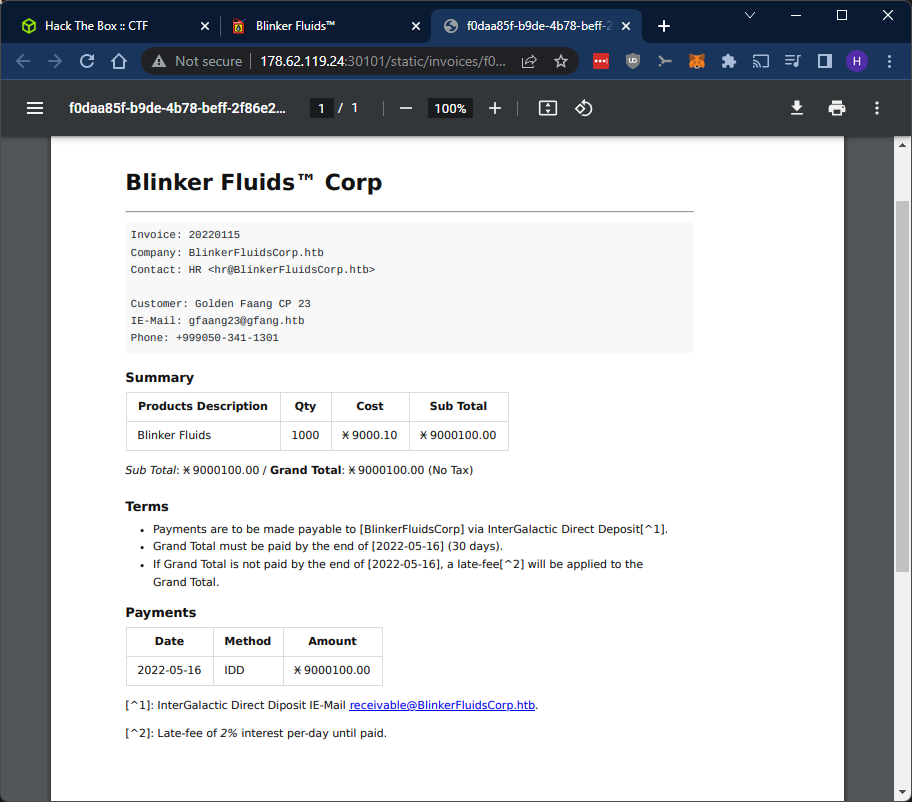 Hack The Box :: CTF
Blinker Fluids™
f0daa85f-b9de-4b78-beff-2
Not secure
178.62.119.24:30101/static/invoices/f0...
H
f0daa85f-b9de-4b78-beff-2f86e2...
1 / 1
100%
Blinker Fluids™ Corp
Invoice: 20220115
Company: BlinkerFluidsCorp.htb
Contact: HR <hr@BlinkerFluidsCorp.htb>
Customer: Golden Faang CP 23
IE-Mail: gfaang23@gfang.htb
Phone: +999050-341-1301
Summary
Products Description Qty Cost Sub Total
Blinker Fluids 1000 Ӿ 9000.10 Ӿ 9000100.00
Sub Total: Ӿ 9000100.00 / Grand Total: Ӿ 9000100.00 (No Tax)
Terms
• Payments are to be made payable to [BlinkerFluidsCorp] via InterGalactic Direct Deposit[^1].
• Grand Total must be paid by the end of [2022-05-16] (30 days).
• If Grand Total is not paid by the end of [2022-05-16], a late-fee[^2] will be applied to the
Grand Total.
Payments
Date Method Amount
2022-05-16 IDD Ӿ 9000100.00
[^1]: InterGalactic Direct Diposit IE-Mail receivable@BlinkerFluidsCorp.htb.
[^2]: Late-fee of 2% interest per-day until paid.